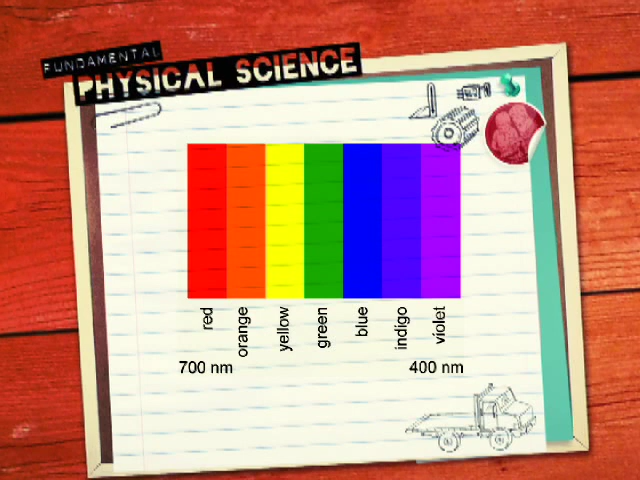 FUNDAMENTAL
PHYSICAL SCIENCE
red
orange
yellow
green
blue
indigo
violet
700 nm
400 nm